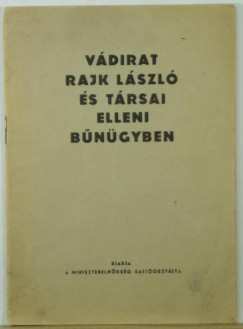 VÁDIRAT
RAJK LÁSZLÓ
ÉS TÁRSAI
ELLENI
BŰNÜGYBEN
KIADJA
A MINISZTERELNÖKSÉG SAJTÓOSZTÁLYA